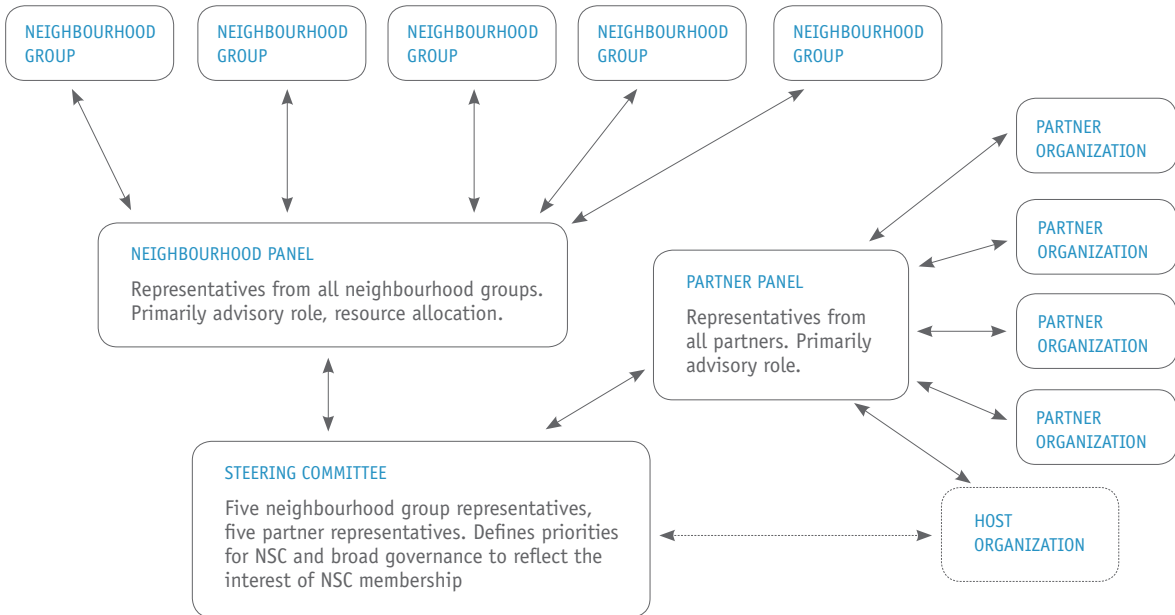 NEIGHBOURHOOD
GROUP
NEIGHBOURHOOD
GROUP
NEIGHBOURHOOD
GROUP
NEIGHBOURHOOD
GROUP
NEIGHBOURHOOD
GROUP
PARTNER
ORGANIZATION
PARTNER
ORGANIZATION
PARTNER
ORGANIZATION
PARTNER
ORGANIZATION
NEIGHBOURHOOD PANEL
Representatives from all neighbourhood groups.
Primarily advisory role, resource allocation.
PARTNER PANEL
Representatives from
all partners. Primarily
advisory role.
STEERING COMMITTEE
Five neighbourhood group representatives,
five partner representatives. Defines priorities
for NSC and broad governance to reflect the
interest of NSC membership
HOST
ORGANIZATION